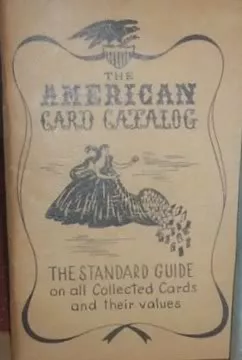 THE
AMERICAN
CARD CATALOG
THE STANDARD GUIDE
on all Collected Cards
and their values